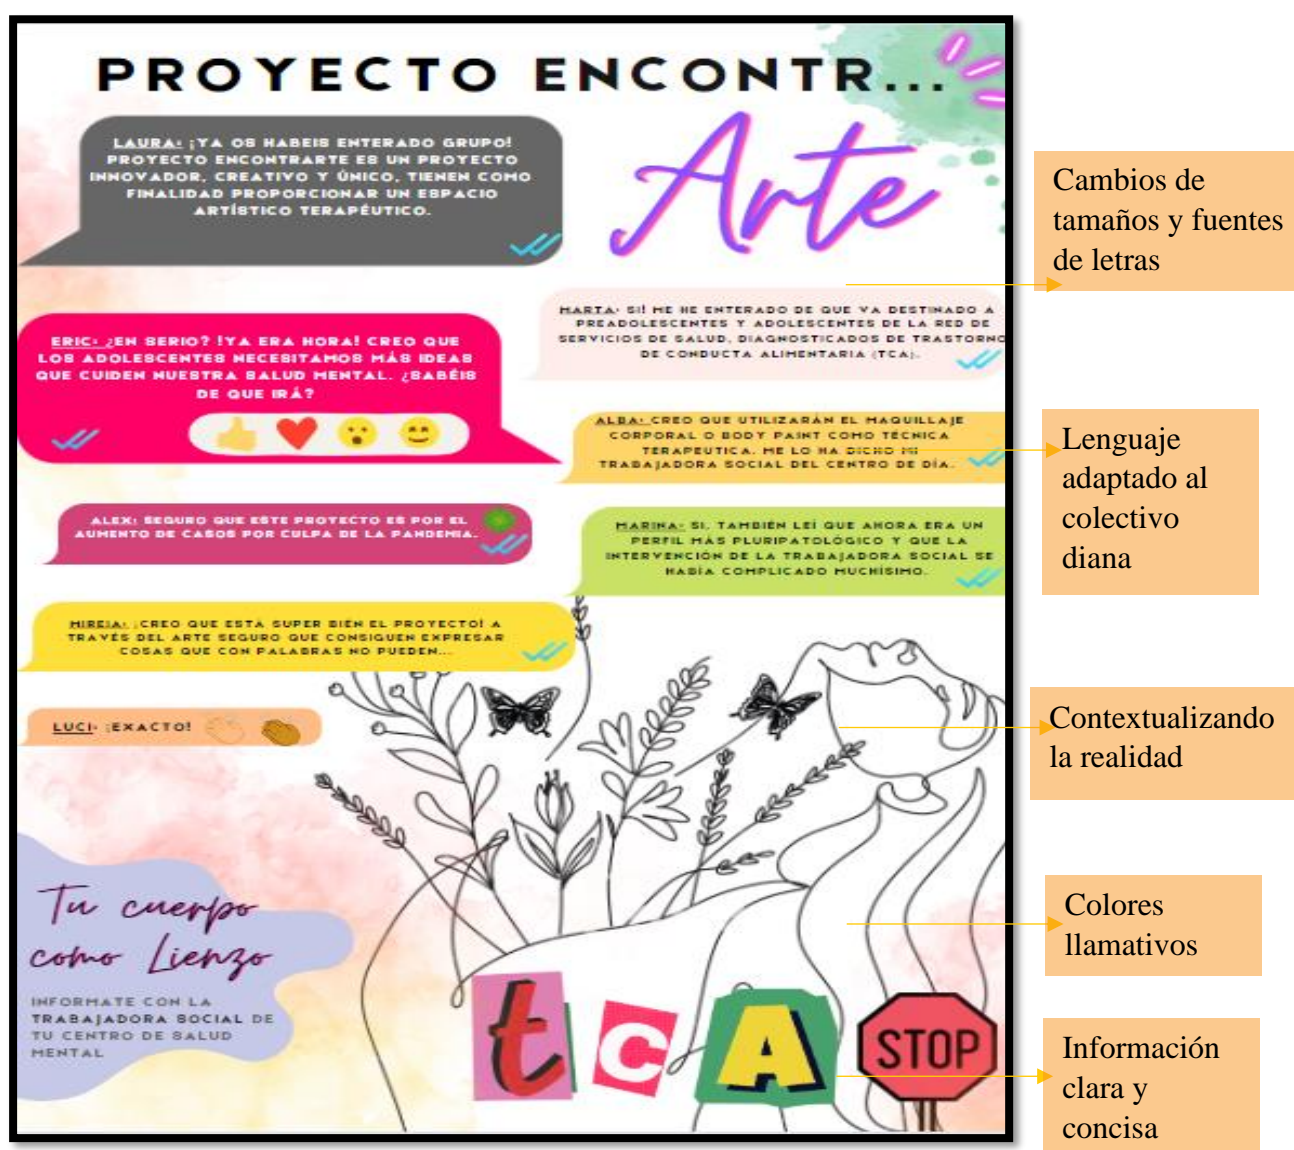 PROYECTO ENCONTR...
Arte
LAURA: ¡YA OS HABEIS ENTERADO GRUPO!
PROYECTO ENCONTRARTE ES UN PROYECTO
INNOVADOR, CREATIVO Y ÚNICO, TIENEN COMO
FINALIDAD PROPORCIONAR UN ESPACIO
ARTÍSTICO TERAPÉUTICO.
MARTA: SI! ME HE ENTERADO DE QUE VA DESTINADO A
PREADOLESCENTES Y ADOLESCENTES DE LA RED DE
SERVICIOS DE SALUD, DIAGNOSTICADOS DE TRASTORNO
DE CONDUCTA ALIMENTARIA (TCA).
ERIC: ¿EN SERIO? !YA ERA HORA! CREO QUE
LOS ADOLESCENTES NECESITAMOS MÁS IDEAS
QUE CUIDEN NUESTRA SALUD MENTAL. ¿SABÉIS
DE QUE IRÁ?
ALBA: CREO QUE UTILIZARÁN EL MAQUILLAJE
CORPORAL O BODY PAINT COMO TÉCNICA
TERAPEUTICA. ME LO HA DICHO MI
TRABAJADORA SOCIAL DEL CENTRO DE DÍA.
ALEX: SEGURO QUE ESTE PROYECTO ES POR EL
AUMENTO DE CASOS POR CULPA DE LA PANDEMIA.
MARINA: SI, TAMBIÉN LEÍ QUE AHORA ERA UN
PERFIL MÁS PLURIPATOLÓGICO Y QUE LA
INTERVENCIÓN DE LA TRABAJADORA SOCIAL SE
HABÍA COMPLICADO MUCHÍSIMO.
MIREIA: ¡CREO QUE ESTÁ SUPER BIÉN EL PROYECTO! A
TRAVÉS DEL ARTE SEGURO QUE CONSIGUEN EXPRESAR
COSAS QUE CON PALABRAS NO PUEDEN...
LUCI: ¡EXACTO!
Tu cuerpo
como Lienzo
INFORMATE CON LA
TRABAJADORA SOCIAL DE
TU CENTRO DE SALUD
MENTAL
tcA
STOP
Cambios de
tamaños y fuentes
de letras
Lenguaje
adaptado al
colectivo
diana
Contextualizando
la realidad
Colores
llamativos
Información
clara y
concisa